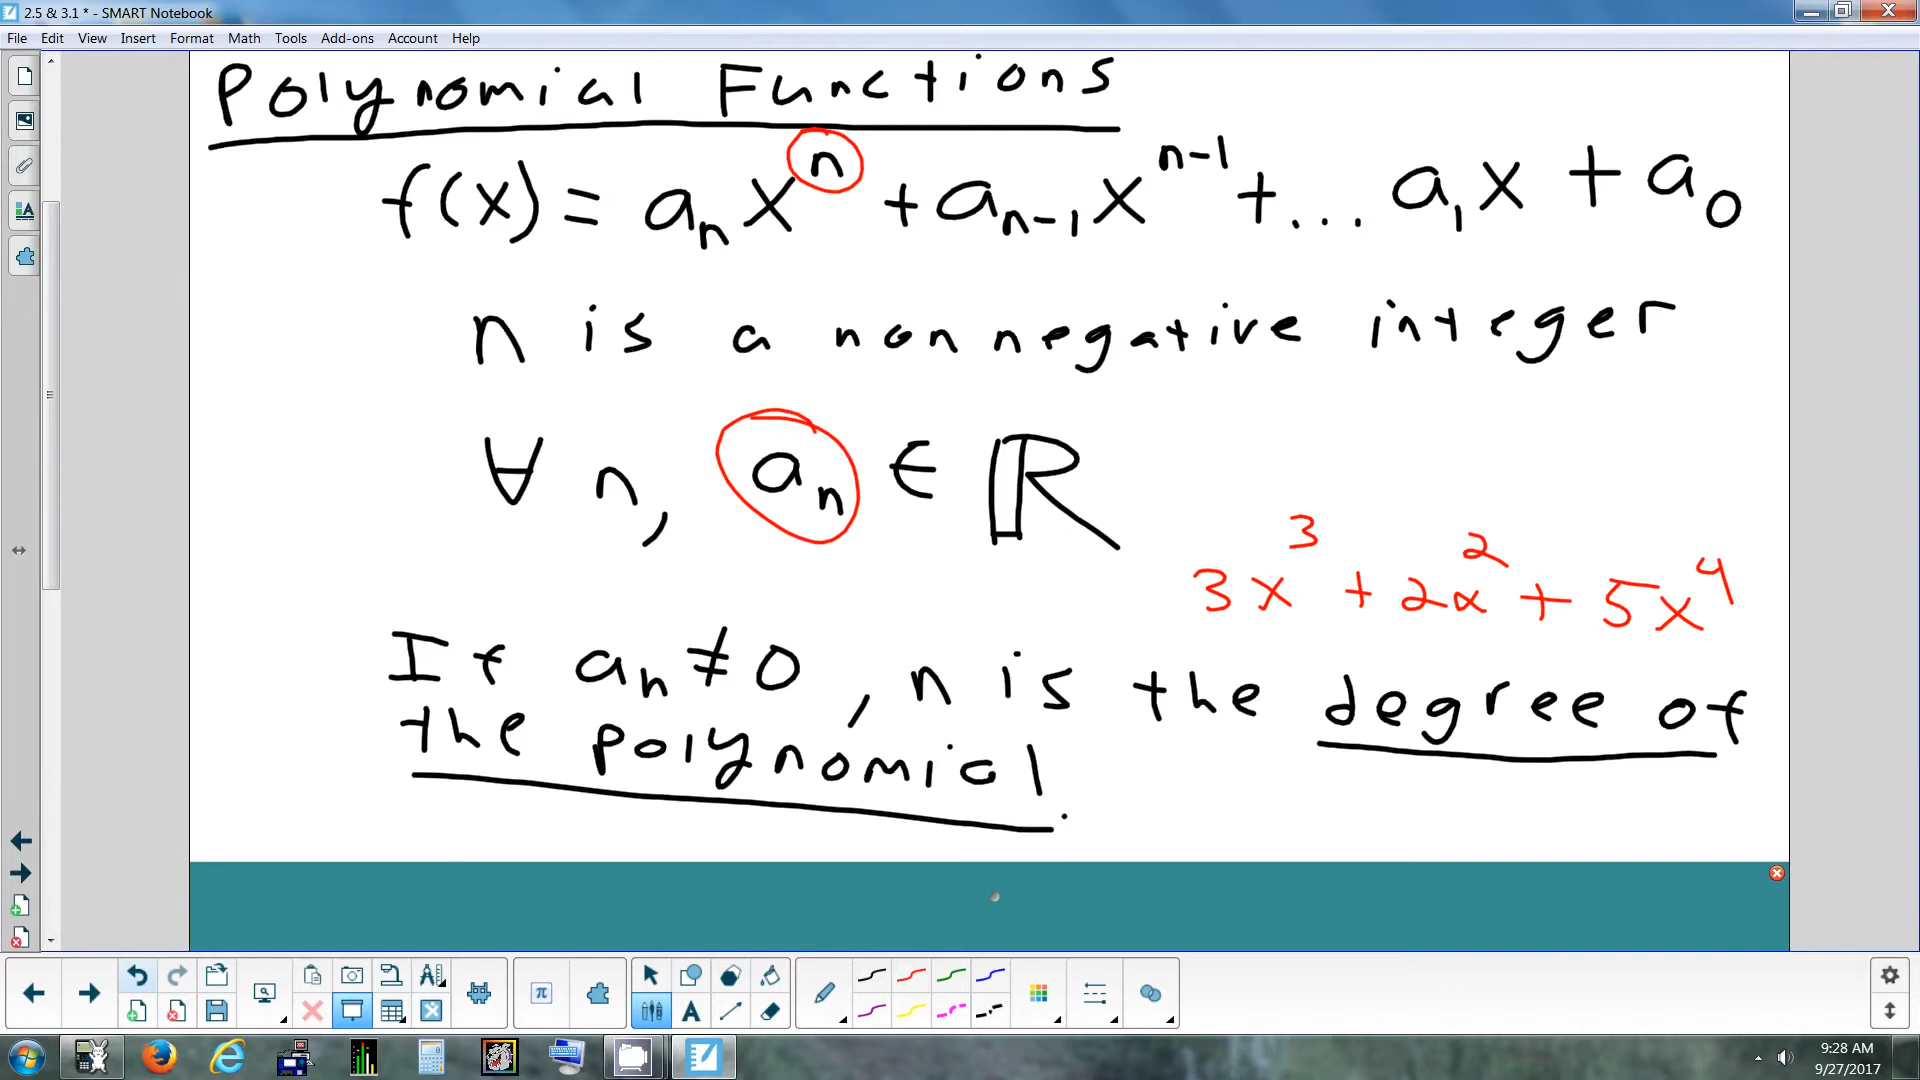 2.5 & 3.1 * - SMART Notebook
File Edit View Insert Format Math Tools Add-ons Account Help
Polynomial Functions
f(x) = aₙxⁿ + aₙ₋₁xⁿ⁻¹ + ... a₁x + a₀
n is a nonnegative integer
∀ n, aₙ ∈ ℝ
3x³ + 2x² + 5x⁴
If aₙ ≠ 0, n is the degree of
the polynomial.
9:28 AM
9/27/2017